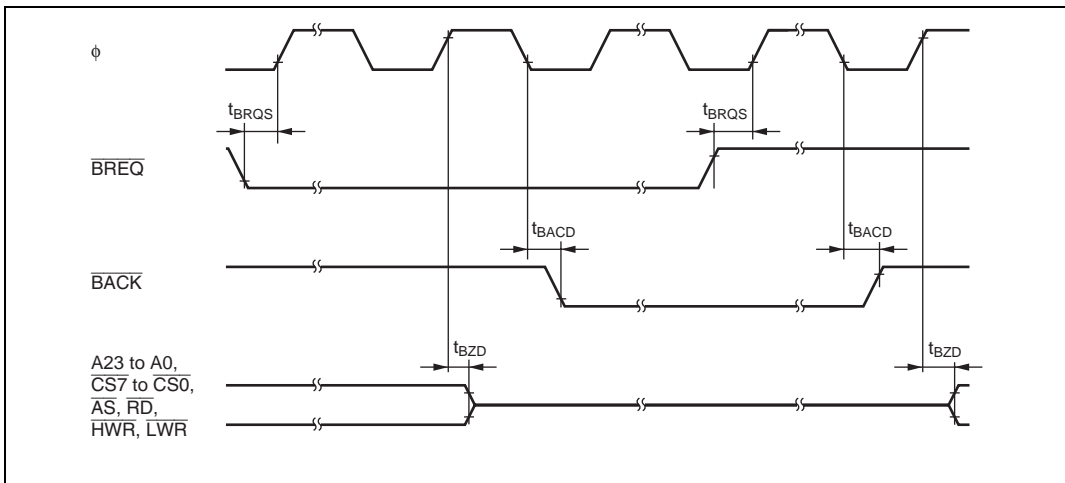 ϕ
tBRQS tBRQS
BREQ
tBACD tBACD
BACK
tBZD tBZD
A23 to A0,
CS7 to CS0,
AS, RD,
HWR, LWR